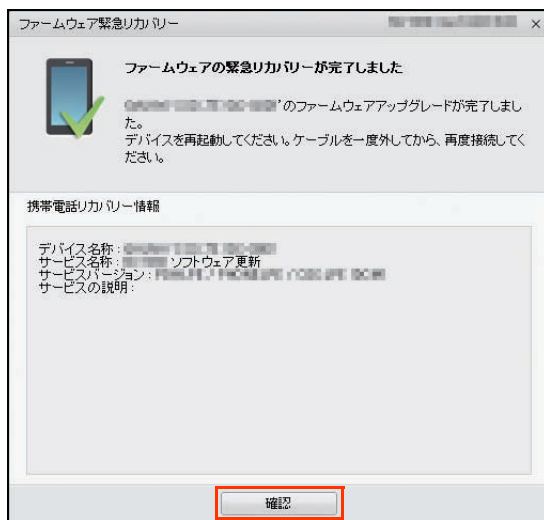 ファームウェア緊急リカバリー
ファームウェアの緊急リカバリーが完了しました
'のファームウェアアップグレードが完了しまし
た。
デバイスを再起動してください。ケーブルを一度外してから、再度接続してく
ださい。
携帯電話リカバリー情報
デバイス名称 :
サービス名称 : ソフトウェア更新
サービスバージョン :
サービスの説明 :
確認